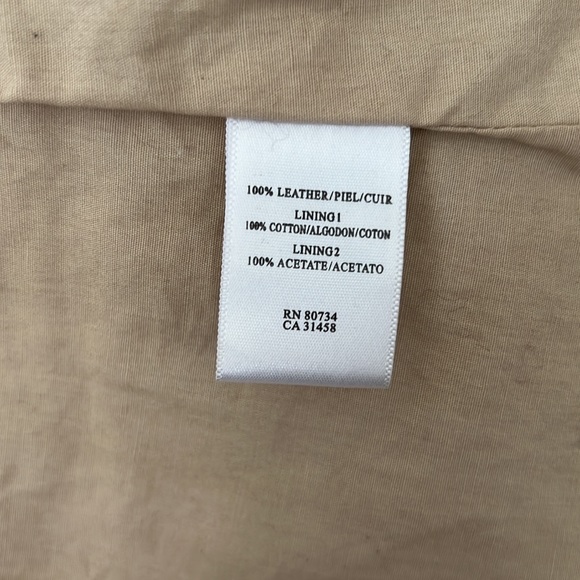 100% LEATHER/PIEL/CUIR
LINING1
100% COTTON/ALGODON/COTON
LINING2
100% ACETATE/ACETATO
RN 80734
CA 31458